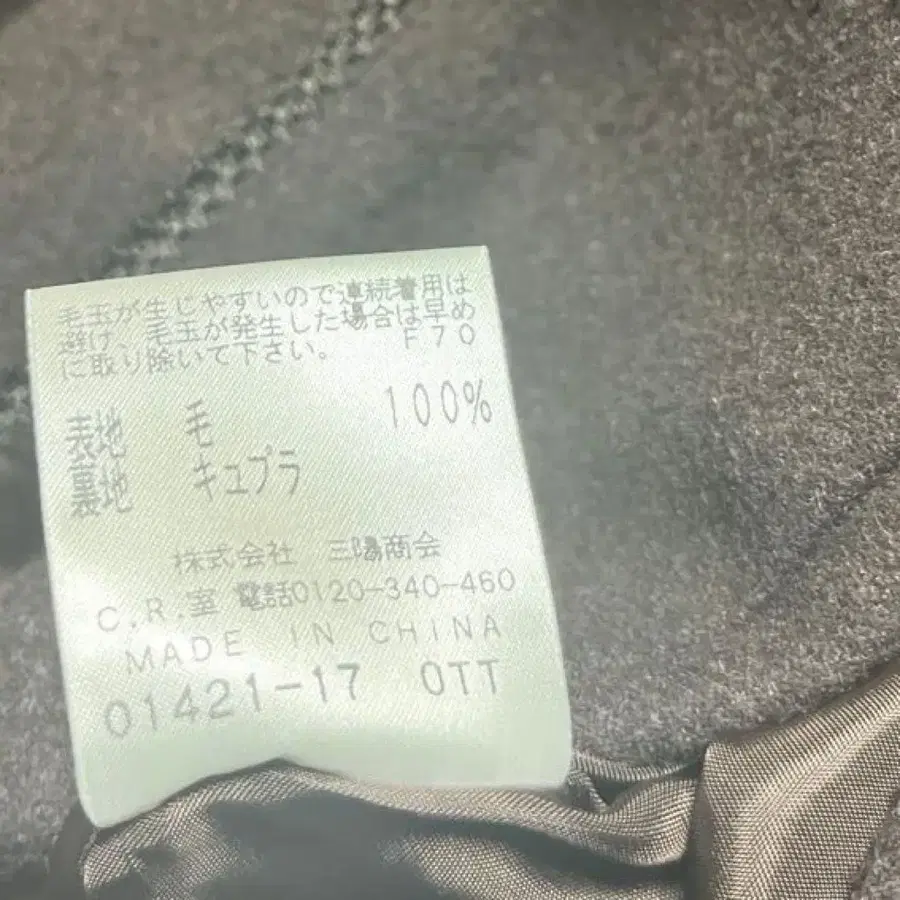 毛玉が生じやすいので連続着用は
避け、毛玉が発生した場合は早め
に取り除いて下さい。 F70
表地 毛 100%
裏地 キュプラ
株式会社 三陽商会
C.R.室 電話0120-340-460
MADE IN CHINA
01421-17 0TT